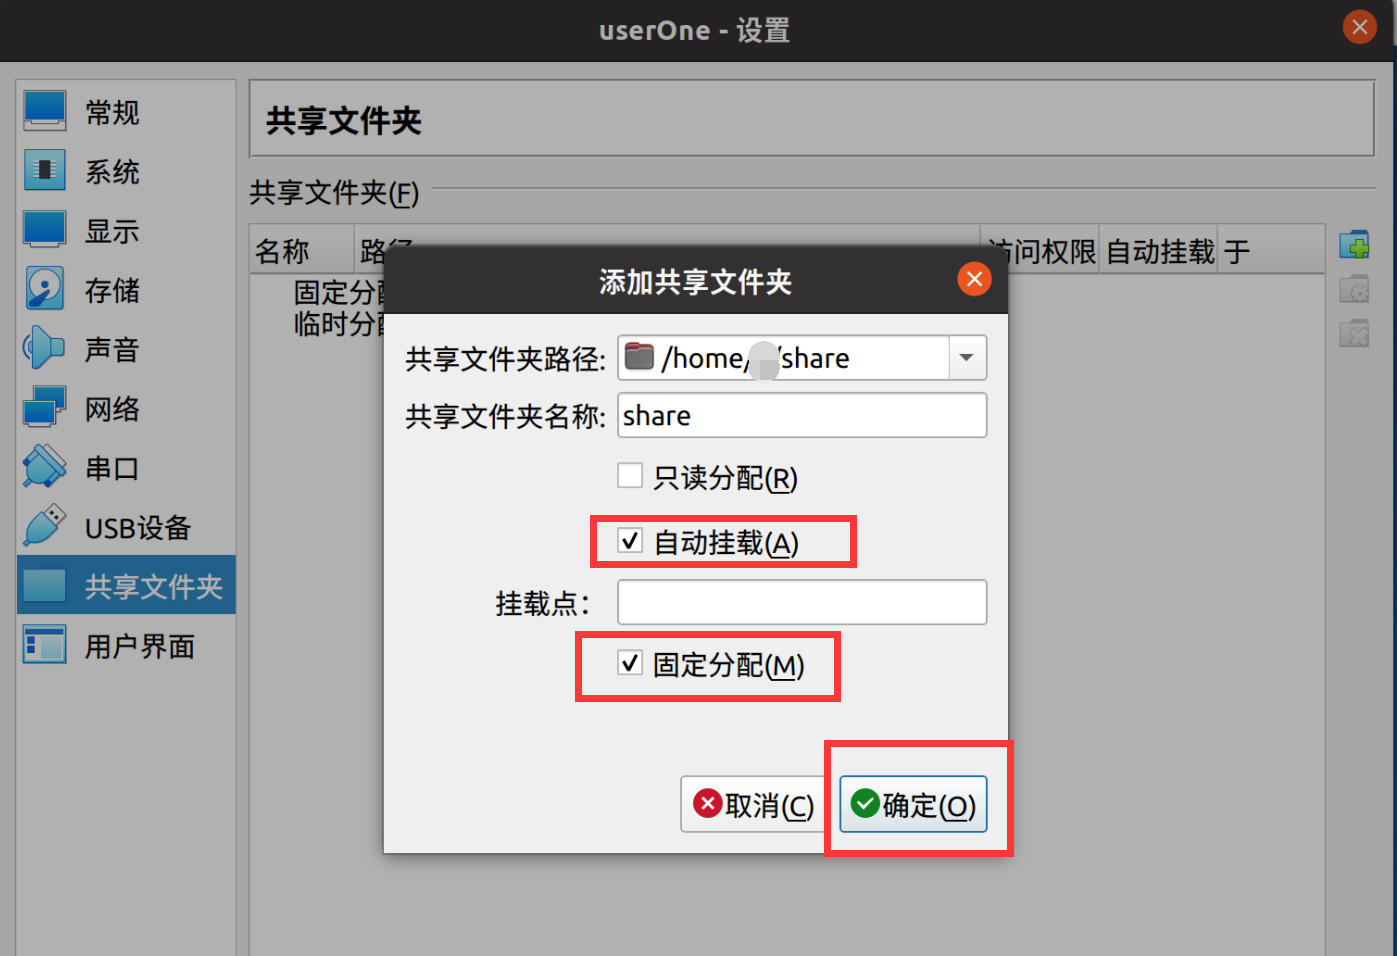 userOne - 设置
常规
系统
显示
存储
声音
网络
串口
USB设备
共享文件夹
用户界面
共享文件夹
共享文件夹(F)
名称 路径 访问权限 自动挂载 于
固定分配
临时分配
添加共享文件夹
共享文件夹路径: /home/ /share
共享文件夹名称: share
只读分配(R)
自动挂载(A)
挂载点:
固定分配(M)
取消(C) 确定(O)